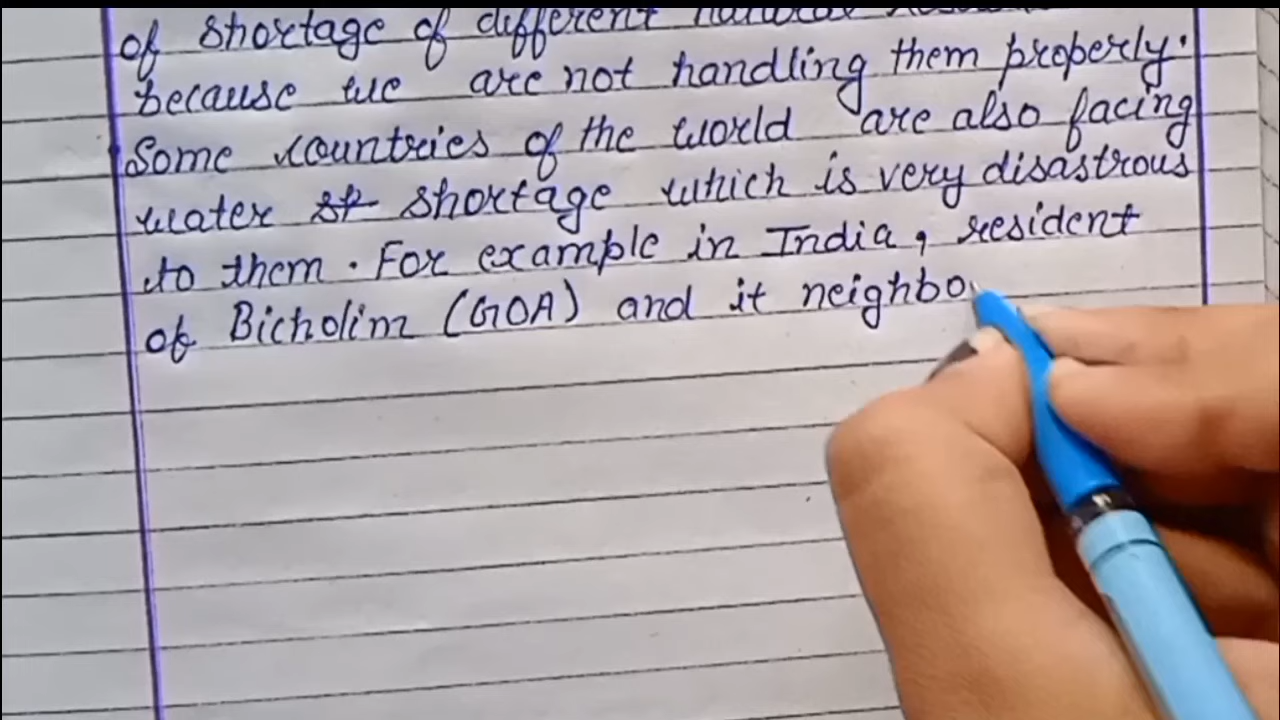 of shortage of different natural
because we are not handling them properly.
Some countries of the world are also facing
water st shortage which is very disastrous
to them. For example in India, resident
of Bicholim (GOA) and it neighbo